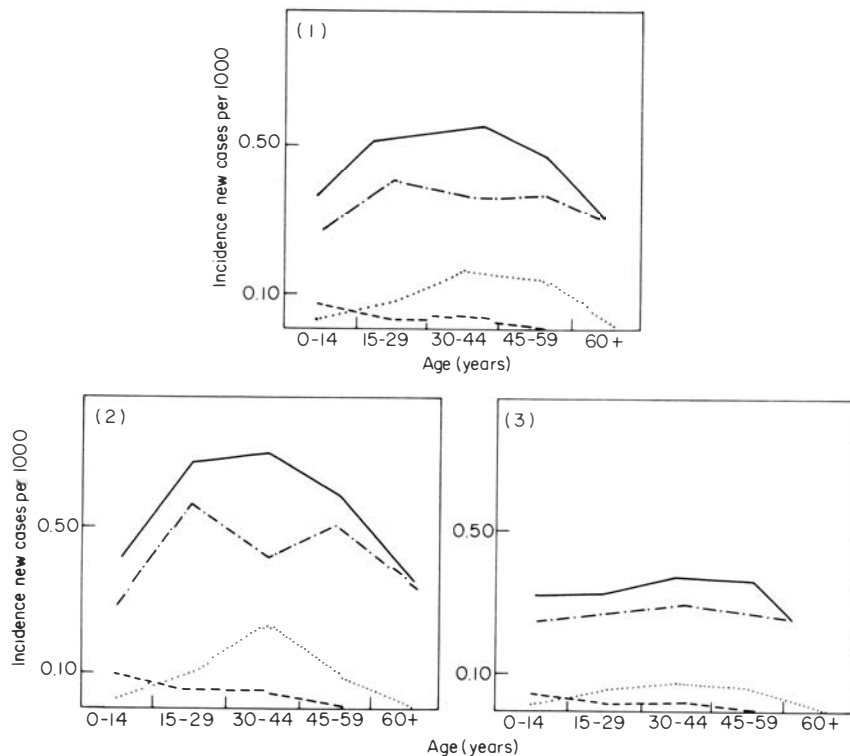 (1)
Incidence new cases per 1000
0.50
0.10
0-14 15-29 30-44 45-59 60+
Age (years)
(2)
Incidence new cases per 1000
0.50
0.10
0-14 15-29 30-44 45-59 60+
(3)
0.50
0.10
0-14 15-29 30-44 45-59 60+
Age (years)